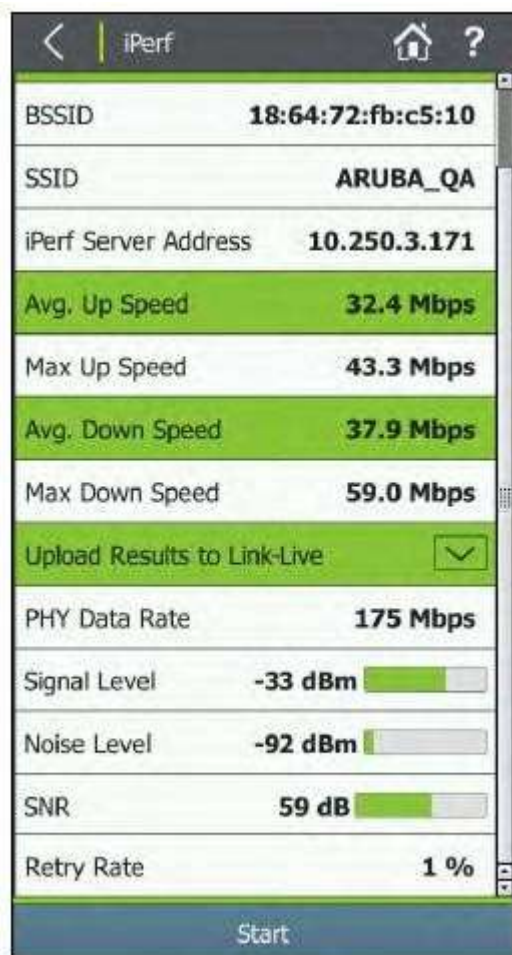 iPerf ?
BSSID 18:64:72:fb:c5:10
SSID ARUBA_QA
iPerf Server Address 10.250.3.171
Avg. Up Speed 32.4 Mbps
Max Up Speed 43.3 Mbps
Avg. Down Speed 37.9 Mbps
Max Down Speed 59.0 Mbps
Upload Results to Link-Live
PHY Data Rate 175 Mbps
Signal Level -33 dBm
Noise Level -92 dBm
SNR 59 dB
Retry Rate 1 %
Start